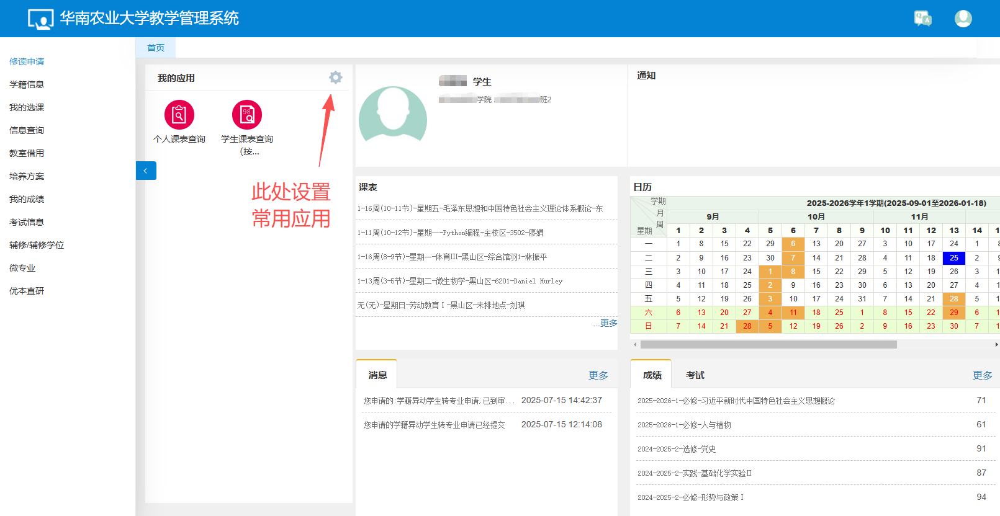 华南农业大学教学管理系统
首页
修读申请
学籍信息
我的选课
信息查询
教室借用
培养方案
我的成绩
考试信息
辅修/辅修学位
微专业
优本直研
我的应用
个人课表查询
学生课表查询
(按...
此处设置
常用应用
学生
学院
班2
通知
课表
1-16周(10-11节)-星期五-毛泽东思想和中国特色社会主义理论体系概论-东
1-11周(10-12节)-星期一-Python编程-主校区-3502-廖娟
1-16周(8-9节)-星期一-体育III-黑山区-综合馆羽1-林振平
1-13周(3-5节)-星期二-微生物学-黑山区-6201-Daniel Hurley
无(无)-星期日-劳动教育Ⅰ-黑山区-未排地点-刘琪
...更多
日历
学期
月
周
星期
2025-2026学年1学期(2025-09-01至2026-01-18)
9月 10月 11月
1 2 3 4 5 6 7 8 9 10 11 12 13 14 1
一 1 8 15 22 29 6 13 20 27 3 10 17 24 1 8
二 2 9 16 23 30 7 14 21 28 4 11 18 25 2 9
三 3 10 17 24 1 8 15 22 29 5 12 19 26 3 1
四 4 11 18 25 2 9 16 23 30 6 13 20 27 4 1
五 5 12 19 26 3 10 17 24 31 7 14 21 28 5 1
六 6 13 20 27 4 11 18 25 1 8 15 22 29 6 1
日 7 14 21 28 5 12 19 26 2 9 16 23 30 7 1
消息 更多
您申请的:学籍异动学生转专业申请,已到审... 2025-07-15 14:42:37
您申请的学籍异动学生转专业申请已经提交 2025-07-15 12:14:08
成绩 考试 更多
2025-2026-1-必修-习近平新时代中国特色社会主义思想概论 71
2025-2026-1-必修-人与植物 61
2024-2025-2-选修-党史 91
2024-2025-2-实践-基础化学实验II 87
2024-2025-2-必修-形势与政策Ⅰ 94